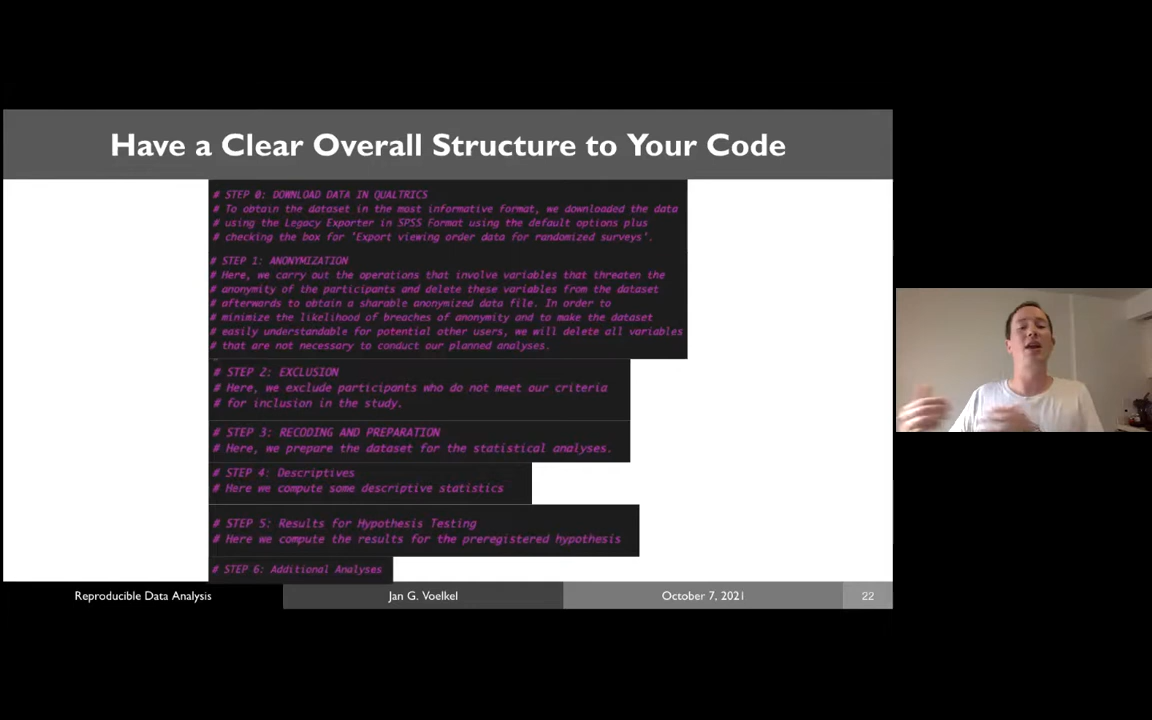 Have a Clear Overall Structure to Your Code
# STEP 0: DOWNLOAD DATA IN QUALTRICS
# To obtain the dataset in the most informative format, we downloaded the data
# using the Legacy Exporter in SPSS Format using the default options plus
# checking the box for 'Export viewing order data for randomized surveys'.
# STEP 1: ANONYMIZATION
# Here, we carry out the operations that involve variables that threaten the
# anonymity of the participants and delete these variables from the dataset
# afterwards to obtain a sharable anonymized data file. In order to
# minimize the likelihood of breaches of anonymity and to make the dataset
# easily understandable for potential other users, we will delete all variables
# that are not necessary to conduct our planned analyses.
# STEP 2: EXCLUSION
# Here, we exclude participants who do not meet our criteria
# for inclusion in the study.
# STEP 3: RECODING AND PREPARATION
# Here, we prepare the dataset for the statistical analyses.
# STEP 4: Descriptives
# Here we compute some descriptive statistics
# STEP 5: Results for Hypothesis Testing
# Here we compute the results for the preregistered hypothesis
# STEP 6: Additional Analyses
Reproducible Data Analysis
Jan G. Voelkel
October 7, 2021
22